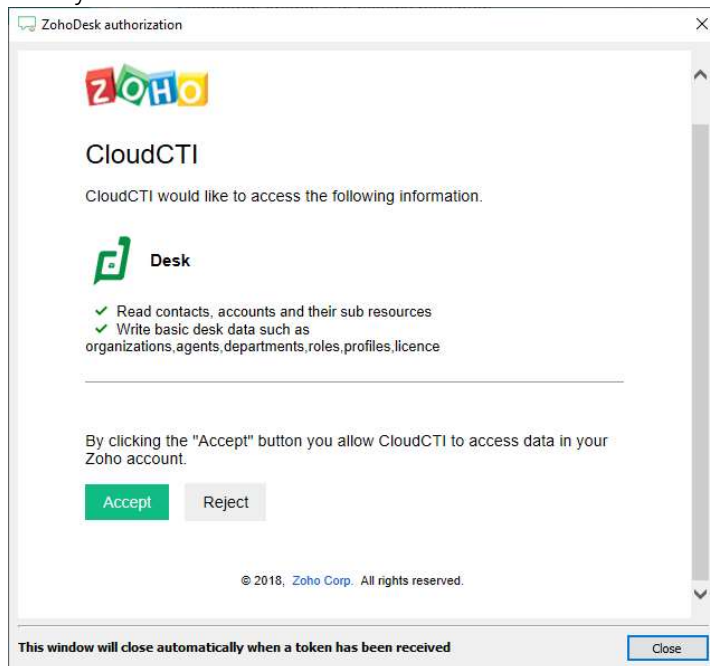 ZohoDesk authorization
ZOHO
CloudCTI
CloudCTI would like to access the following information.
Desk
Read contacts, accounts and their sub resources
Write basic desk data such as
organizations,agents,departments,roles,profiles,licence
By clicking the "Accept" button you allow CloudCTI to access data in your
Zoho account.
Accept Reject
© 2018, Zoho Corp. All rights reserved.
This window will close automatically when a token has been received Close